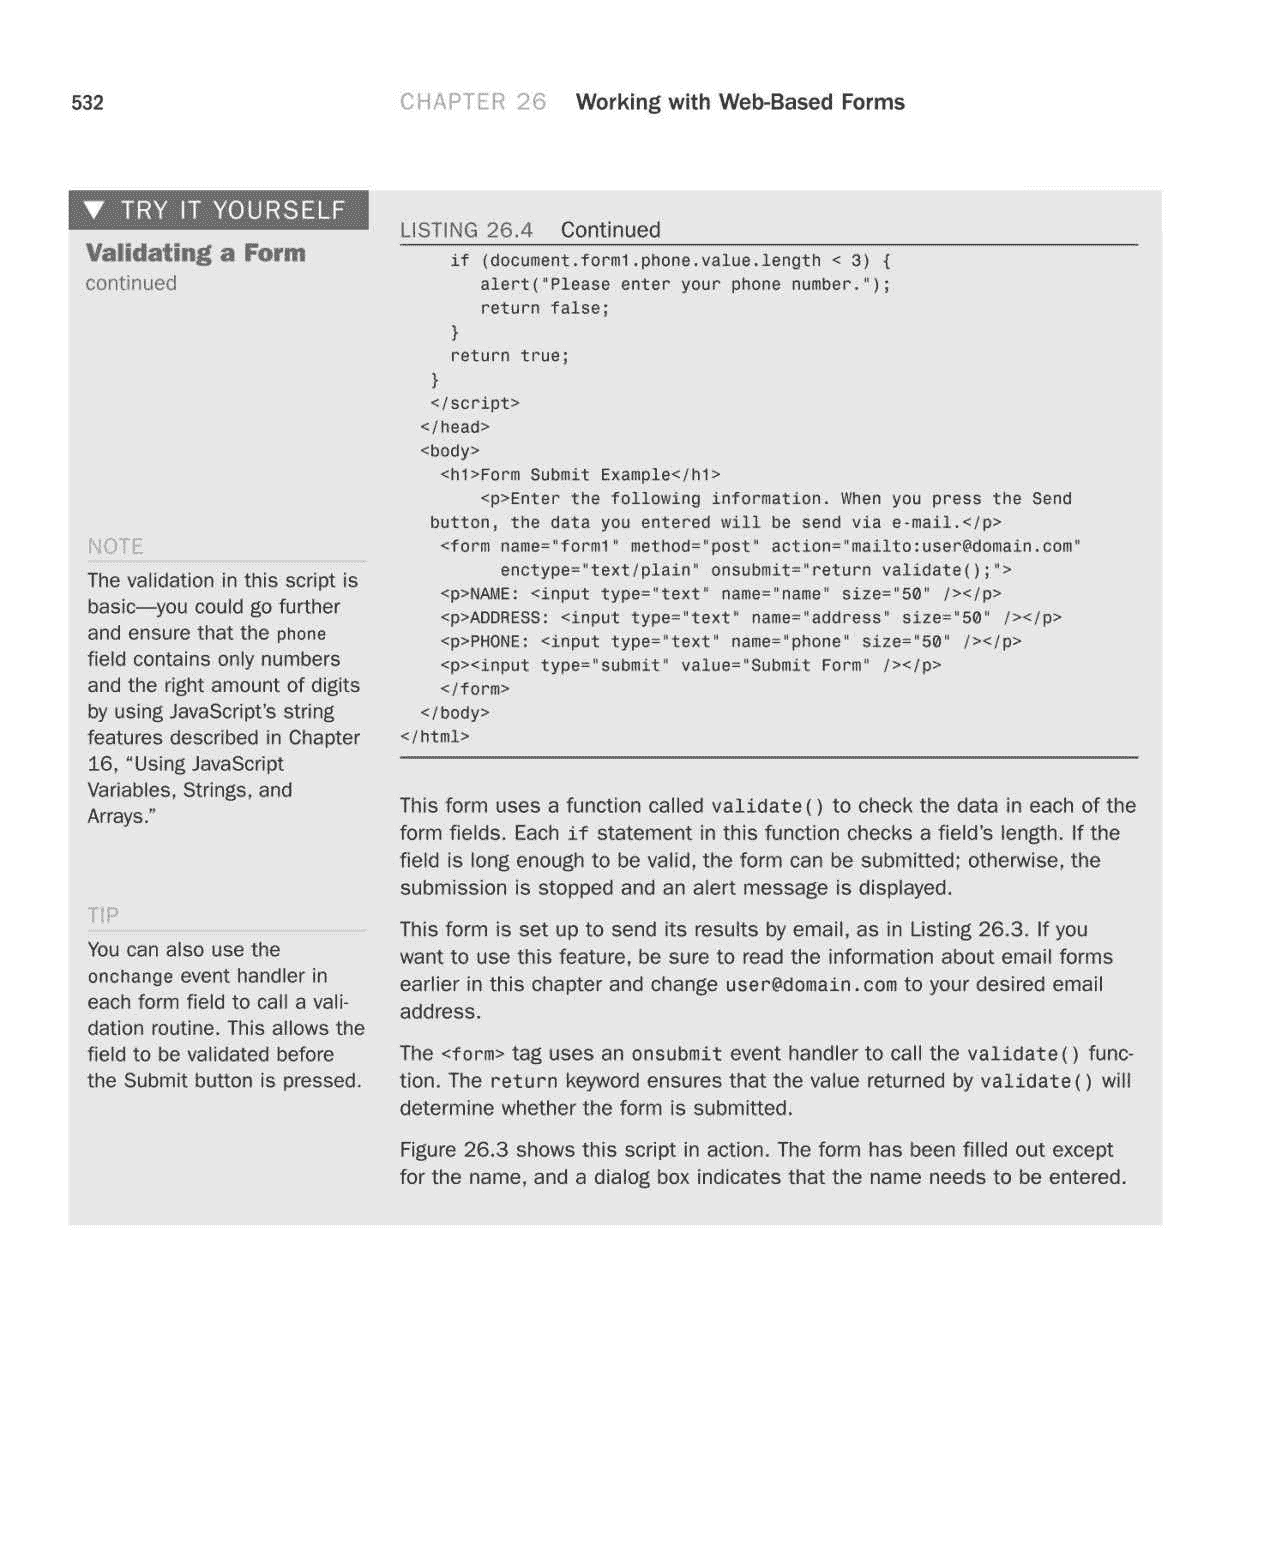 532
CHAPTER 26 Working with Web-Based Forms
▼ TRY IT YOURSELF
Validating a Form
continued
LISTING 26.4 Continued
if (document.form1.phone.value.length < 3) {
alert("Please enter your phone number.");
return false;
}
return true;
}
</script>
</head>
<body>
<h1>Form Submit Example</h1>
<p>Enter the following information. When you press the Send
button, the data you entered will be send via e-mail.</p>
<form name="form1" method="post" action="mailto:user@domain.com"
enctype="text/plain" onsubmit="return validate();">
<p>NAME: <input type="text" name="name" size="50" /></p>
<p>ADDRESS: <input type="text" name="address" size="50" /></p>
<p>PHONE: <input type="text" name="phone" size="50" /></p>
<p><input type="submit" value="Submit Form" /></p>
</form>
</body>
</html>
NOTE
The validation in this script is
basic—you could go further
and ensure that the phone
field contains only numbers
and the right amount of digits
by using JavaScript's string
features described in Chapter
16, “Using JavaScript
Variables, Strings, and
Arrays.”
TIP
You can also use the
onchange event handler in
each form field to call a vali-
dation routine. This allows the
field to be validated before
the Submit button is pressed.
This form uses a function called validate() to check the data in each of the
form fields. Each if statement in this function checks a field's length. If the
field is long enough to be valid, the form can be submitted; otherwise, the
submission is stopped and an alert message is displayed.
This form is set up to send its results by email, as in Listing 26.3. If you
want to use this feature, be sure to read the information about email forms
earlier in this chapter and change user@domain.com to your desired email
address.
The <form> tag uses an onsubmit event handler to call the validate() func-
tion. The return keyword ensures that the value returned by validate() will
determine whether the form is submitted.
Figure 26.3 shows this script in action. The form has been filled out except
for the name, and a dialog box indicates that the name needs to be entered.